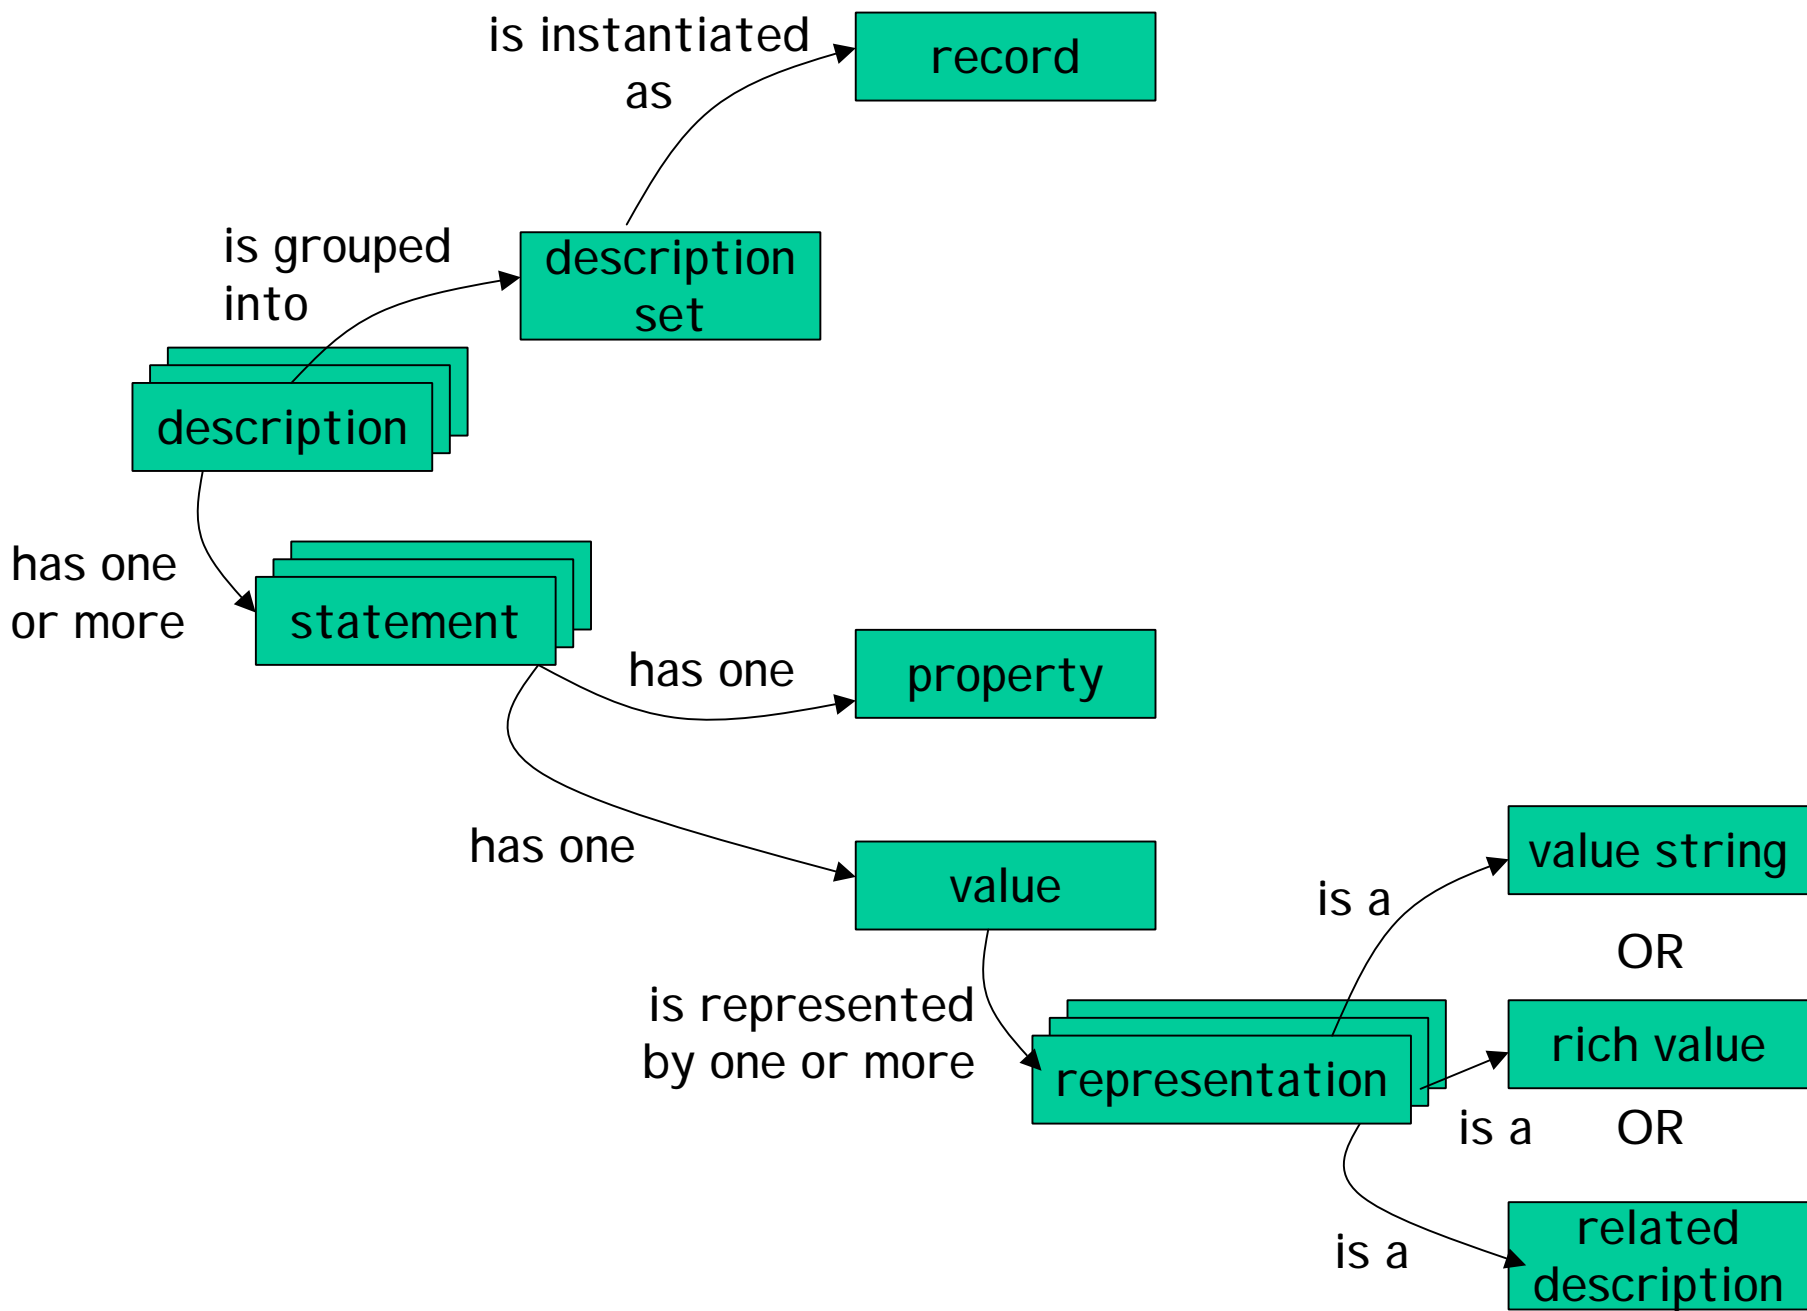 is instantiated
as
record
is grouped
into
description
set
description
has one
or more
statement
has one
property
has one
value
value string
is a
OR
is represented
by one or more
representation
rich value
is a
OR
is a
related
description